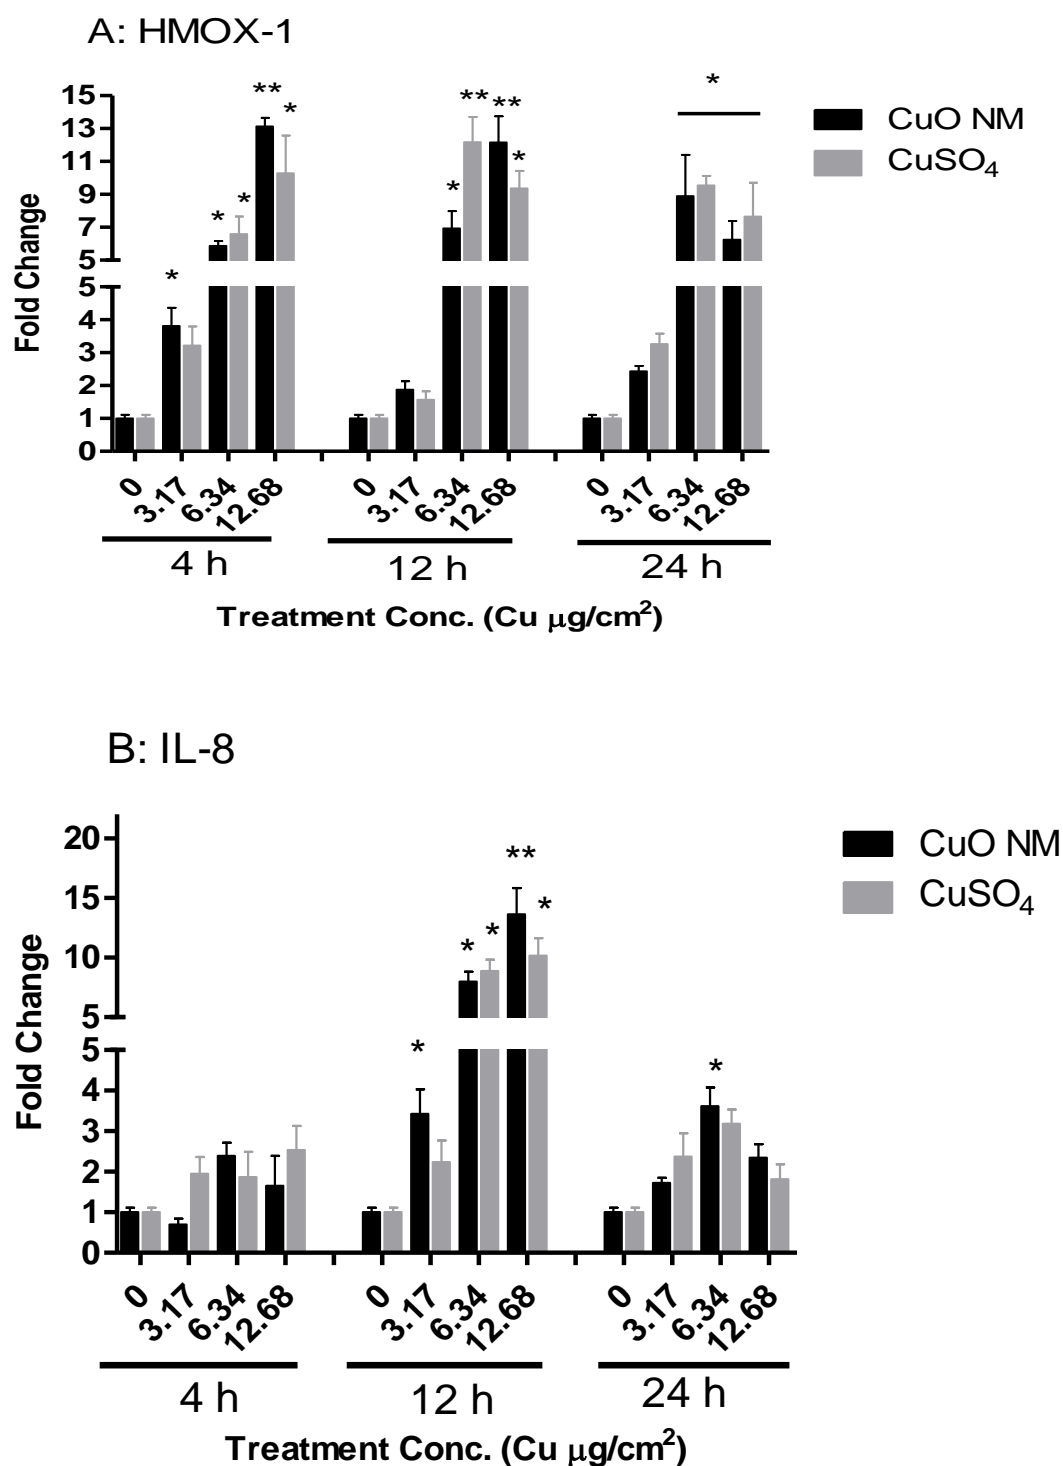 A: HMOX-1
Fold Change
15
13
11
9
7
5
5
4
3
2
1
0
** * * * * ** ** * * *
*
CuO NM
CuSO₄
0 3.17 6.34 12.68 0 3.17 6.34 12.68 0 3.17 6.34 12.68
4 h 12 h 24 h
Treatment Conc. (Cu μg/cm²)
B: IL-8
Fold Change
20
15
10
5
5
4
3
2
1
0
* * * ** * *
CuO NM
CuSO₄
0 3.17 6.34 12.68 0 3.17 6.34 12.68 0 3.17 6.34 12.68
4 h 12 h 24 h
Treatment Conc. (Cu μg/cm²)